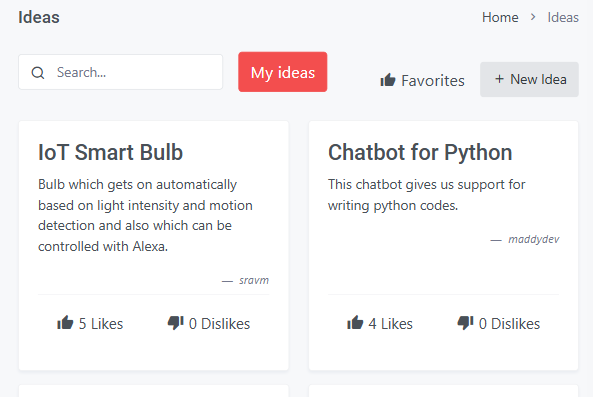 Ideas
Home > Ideas
Search...
My ideas
Favorites
+ New Idea
IoT Smart Bulb
Bulb which gets on automatically
based on light intensity and motion
detection and also which can be
controlled with Alexa.
— sravm
5 Likes
0 Dislikes
Chatbot for Python
This chatbot gives us support for
writing python codes.
— maddydev
4 Likes
0 Dislikes